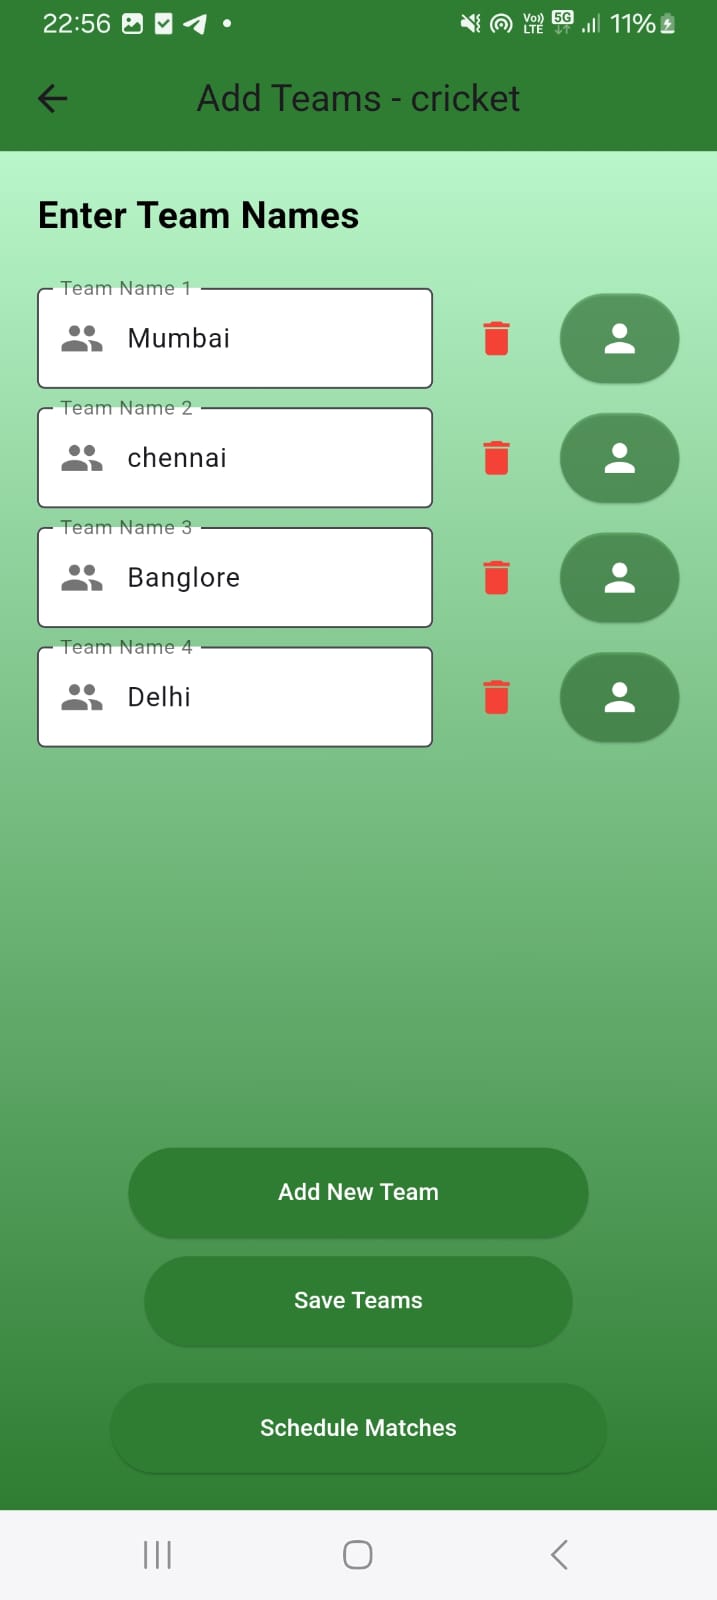 22:56
Vo)) LTE 5G 11%
Add Teams - cricket
Enter Team Names
Team Name 1
Mumbai
Team Name 2
chennai
Team Name 3
Banglore
Team Name 4
Delhi
Add New Team
Save Teams
Schedule Matches